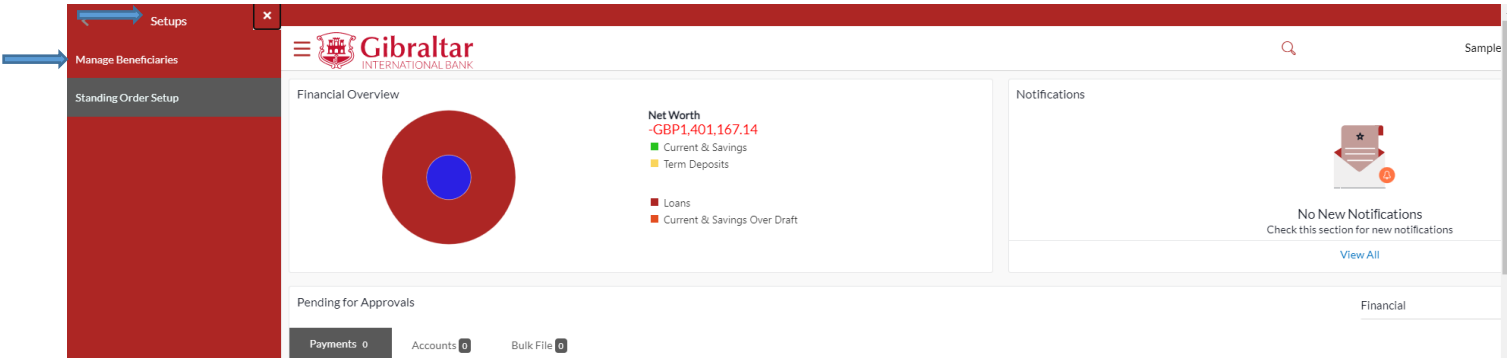 Setups
Manage Beneficiaries
Standing Order Setup
Gibraltar
INTERNATIONAL BANK
Sample
Financial Overview
Net Worth
-GBP1,401,167.14
Current & Savings
Term Deposits
Loans
Current & Savings Over Draft
Notifications
No New Notifications
Check this section for new notifications
View All
Pending for Approvals
Financial
Payments 0
Accounts 0
Bulk File 0